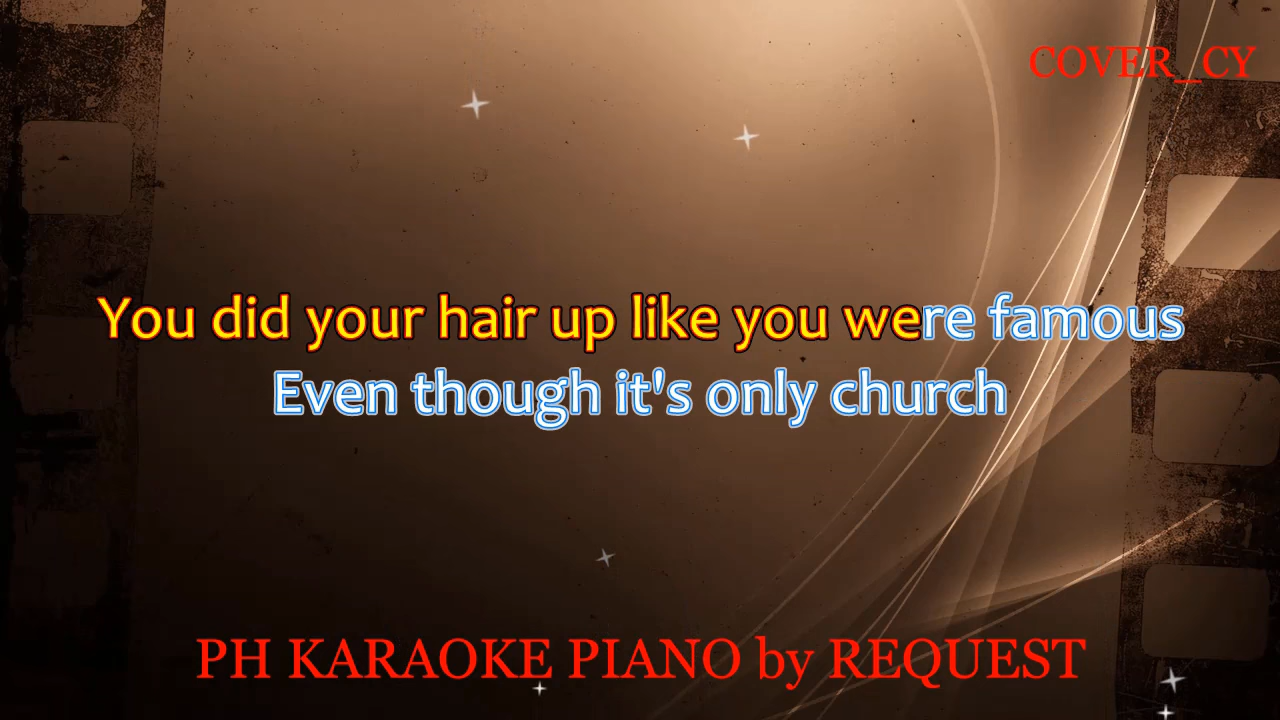 COVER_CY
You did your hair up like you were famous
Even though it's only church
PH KARAOKE PIANO by REQUEST